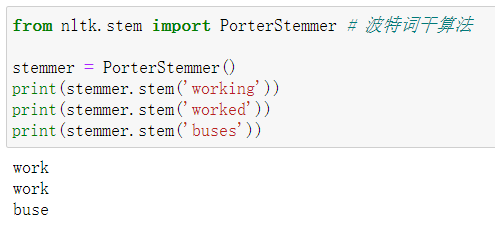 from nltk.stem import PorterStemmer # 波特词干算法
stemmer = PorterStemmer()
print(stemmer.stem('working'))
print(stemmer.stem('worked'))
print(stemmer.stem('buses'))
work
work
buse